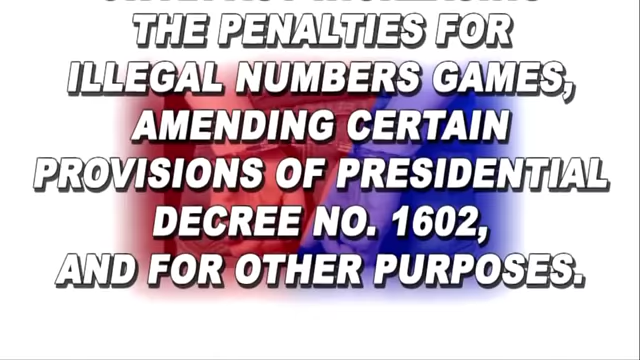 THE PENALTIES FOR
ILLEGAL NUMBERS GAMES,
AMENDING CERTAIN
PROVISIONS OF PRESIDENTIAL
DECREE NO. 1602,
AND FOR OTHER PURPOSES.